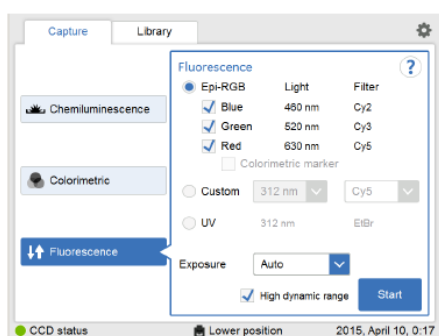 Capture Library
Fluorescence ?
Epi-RGB Light Filter
Blue 460 nm Cy2
Green 520 nm Cy3
Red 630 nm Cy5
Colorimetric marker
Custom 312 nm Cy5
UV 312 nm EtBr
Exposure Auto
High dynamic range Start
Chemiluminescence
Colorimetric
Fluorescence
CCD status Lower position 2015, April 10, 0:17